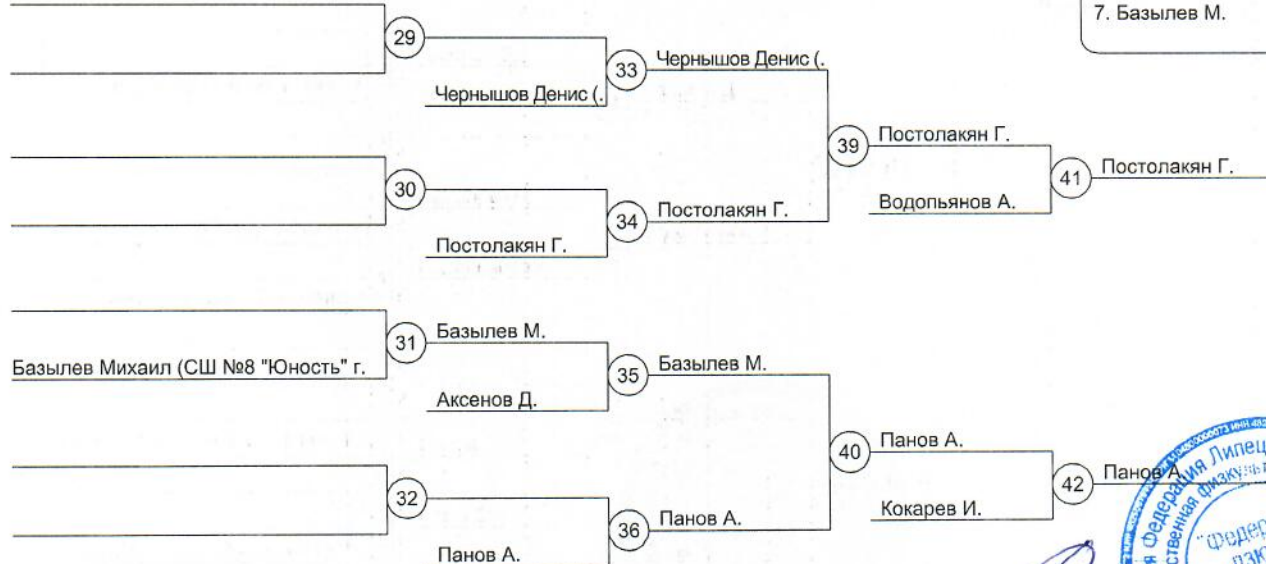 7. Базылев М.
29
33
Чернышов Денис (.
Чернышов Денис (.
39
Постолакян Г.
30
41
Постолакян Г.
34
Постолакян Г.
Водопьянов А.
Постолакян Г.
31
Базылев М.
Базылев Михаил (СШ №8 "Юность" г.
35
Базылев М.
Аксенов Д.
40
Панов А.
32
42
Панов А.
36
Панов А.
Кокарев И.
Панов А.